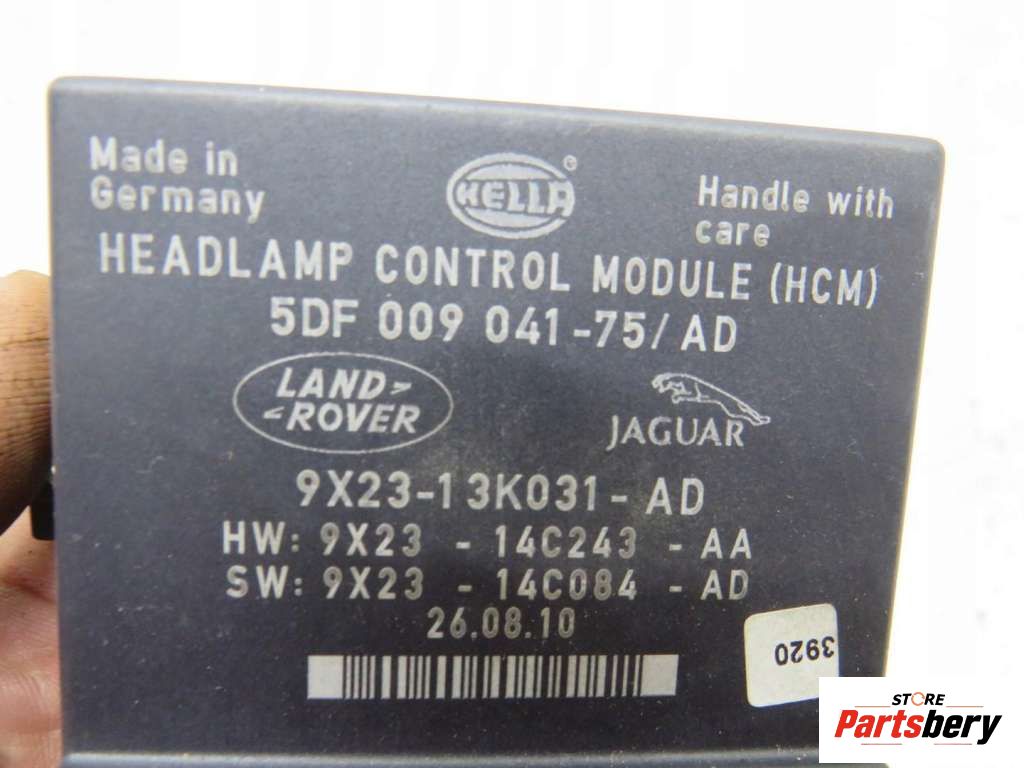 Made in
Germany
HELLA®
Handle with
care
HEADLAMP CONTROL MODULE (HCM)
5DF 009 041-75/AD
LAND
ROVER
JAGUAR
9X23-13K031-AD
HW: 9X23 - 14C243 - AA
SW: 9X23 - 14C084 - AD
26.08.10
3920
STORE
Partsbery